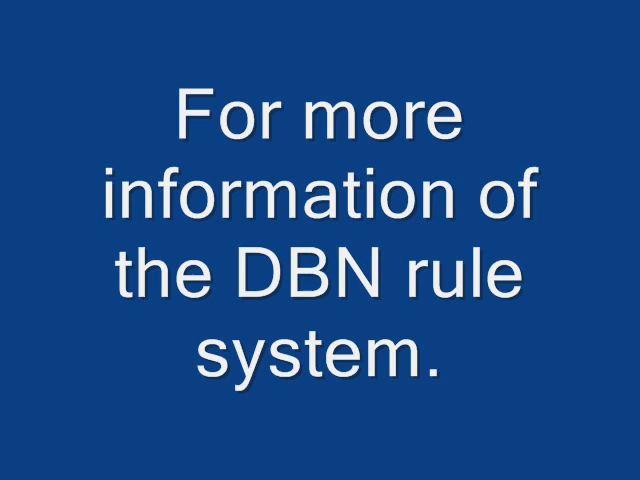 For more
information of
the DBN rule
system.